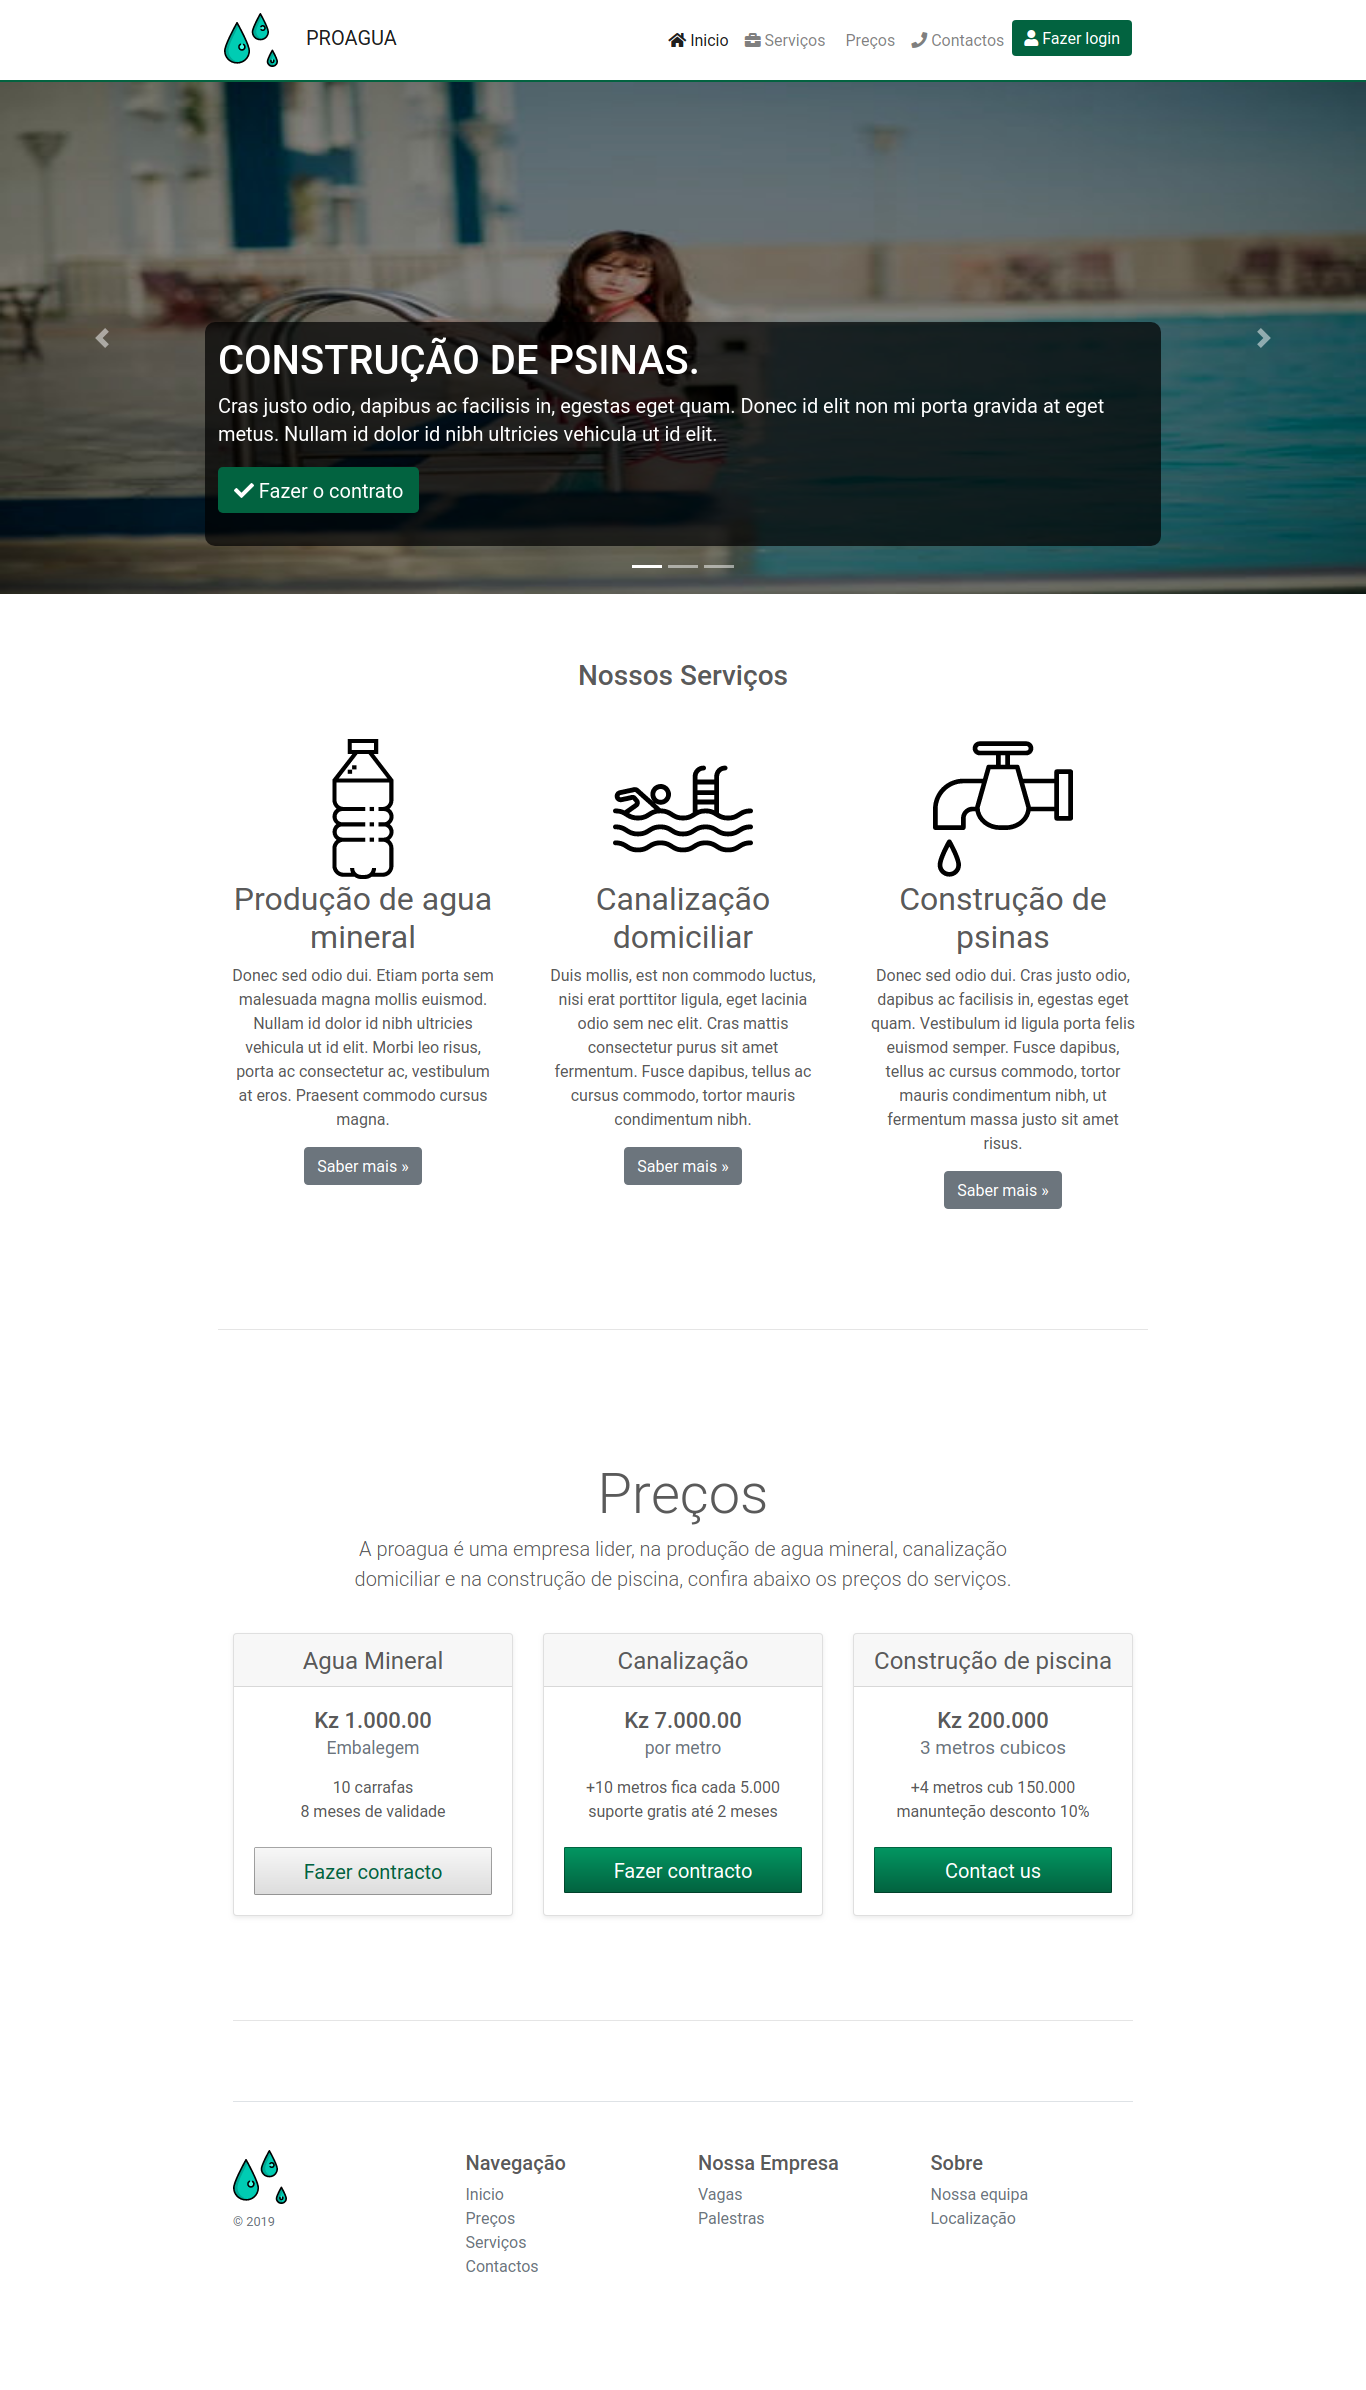 PROAGUA
Inicio Serviços Preços Contactos Fazer login
CONSTRUÇÃO DE PSINAS.
Cras justo odio, dapibus ac facilisis in, egestas eget quam. Donec id elit non mi porta gravida at eget
metus. Nullam id dolor id nibh ultricies vehicula ut id elit.
Fazer o contrato
Nossos Serviços
Produção de agua
mineral
Donec sed odio dui. Etiam porta sem
malesuada magna mollis euismod.
Nullam id dolor id nibh ultricies
vehicula ut id elit. Morbi leo risus,
porta ac consectetur ac, vestibulum
at eros. Praesent commodo cursus
magna.
Saber mais »
Canalização
domiciliar
Duis mollis, est non commodo luctus,
nisi erat porttitor ligula, eget lacinia
odio sem nec elit. Cras mattis
consectetur purus sit amet
fermentum. Fusce dapibus, tellus ac
cursus commodo, tortor mauris
condimentum nibh.
Saber mais »
Construção de
psinas
Donec sed odio dui. Cras justo odio,
dapibus ac facilisis in, egestas eget
quam. Vestibulum id ligula porta felis
euismod semper. Fusce dapibus,
tellus ac cursus commodo, tortor
mauris condimentum nibh, ut
fermentum massa justo sit amet
risus.
Saber mais »
Preços
A proagua é uma empresa lider, na produção de agua mineral, canalização
domiciliar e na construção de piscina, confira abaixo os preços do serviços.
Agua Mineral
Kz 1.000.00
Embalegem
10 carrafas
8 meses de validade
Fazer contracto
Canalização
Kz 7.000.00
por metro
+10 metros fica cada 5.000
suporte gratis até 2 meses
Fazer contracto
Construção de piscina
Kz 200.000
3 metros cubicos
+4 metros cub 150.000
manunteção desconto 10%
Contact us
© 2019
Navegação
Inicio
Preços
Serviços
Contactos
Nossa Empresa
Vagas
Palestras
Sobre
Nossa equipa
Localização